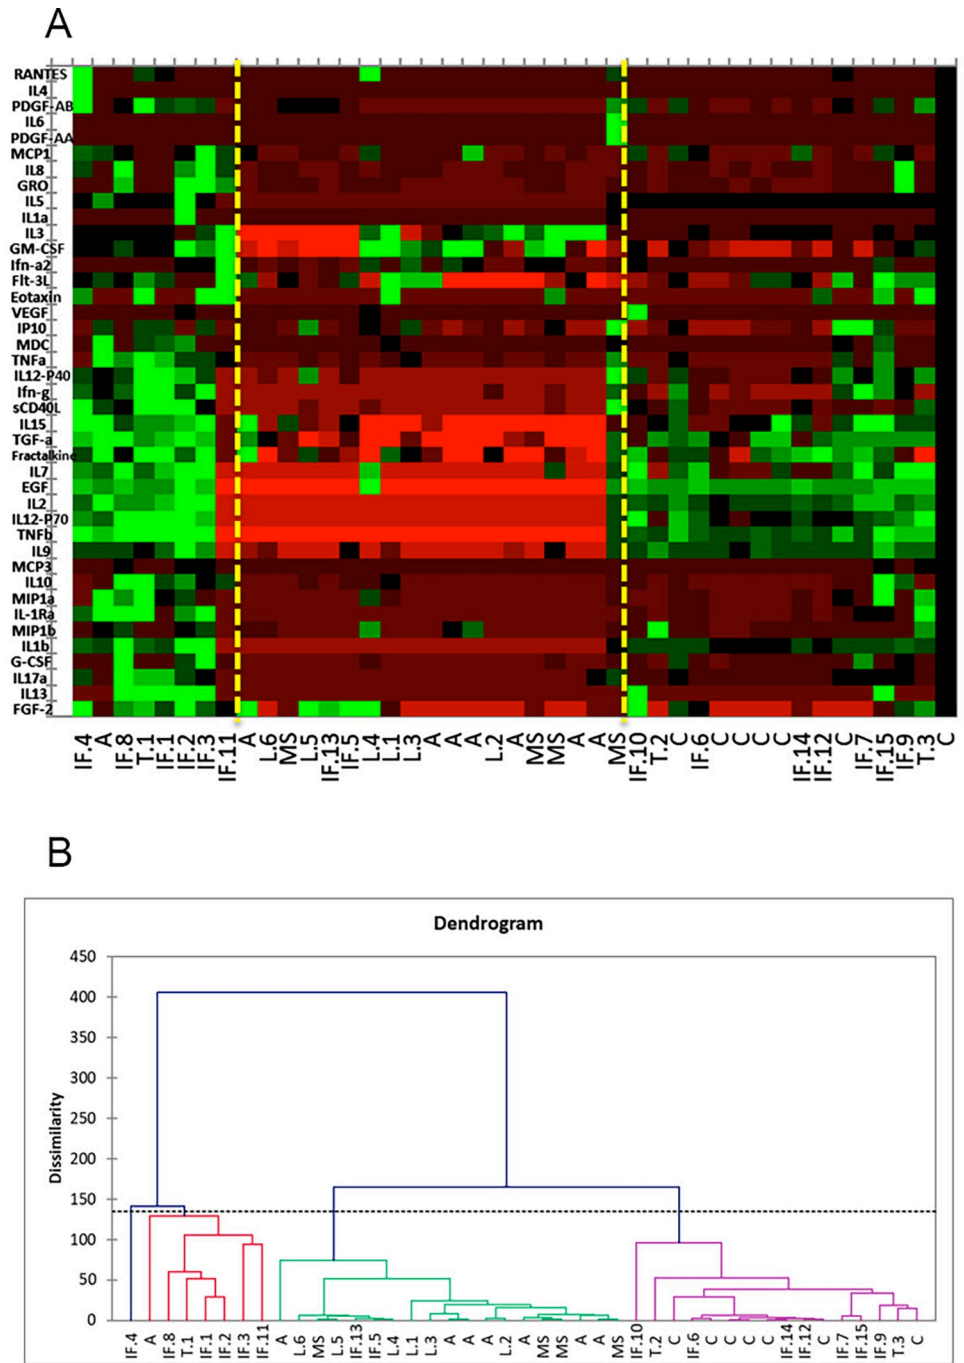 A
RANTES
IL4
PDGF-AB
IL6
PDGF-AA
MCP1
IL8
GRO
IL5
IL1a
IL3
GM-CSF
Ifn-a2
Flt-3L
Eotaxin
VEGF
IP10
MDC
TNFa
IL12-P40
Ifn-g
sCD40L
IL15
TGF-a
Fractalkine
IL7
EGF
IL2
IL12-P70
TNFb
IL9
MCP3
IL10
MIP1a
IL-1Ra
MIP1b
IL1b
G-CSF
IL17a
IL13
FGF-2
IF.4 A IF.8 T.1 IF.1 IF.2 IF.3 IF.11 A L.6 MS L.5 IF.13 IF.5 L.4 L.1 L.3 A A A L.2 A MS MS A A MS IF.10 T.2 C IF.6 C C C C IF.14 IF.12 C IF.7 IF.15 IF.9 T.3 C
B
Dendrogram
Dissimilarity
450
400
350
300
250
200
150
100
50
0
IF.4 A IF.8 T.1 IF.1 IF.2 IF.3 IF.11 A L.6 MS L.5 IF.13 IF.5 L.4 L.1 L.3 A A A L.2 A MS MS A A MS IF.10 T.2 C IF.6 C C C C IF.14 IF.12 C IF.7 IF.15 IF.9 T.3 C